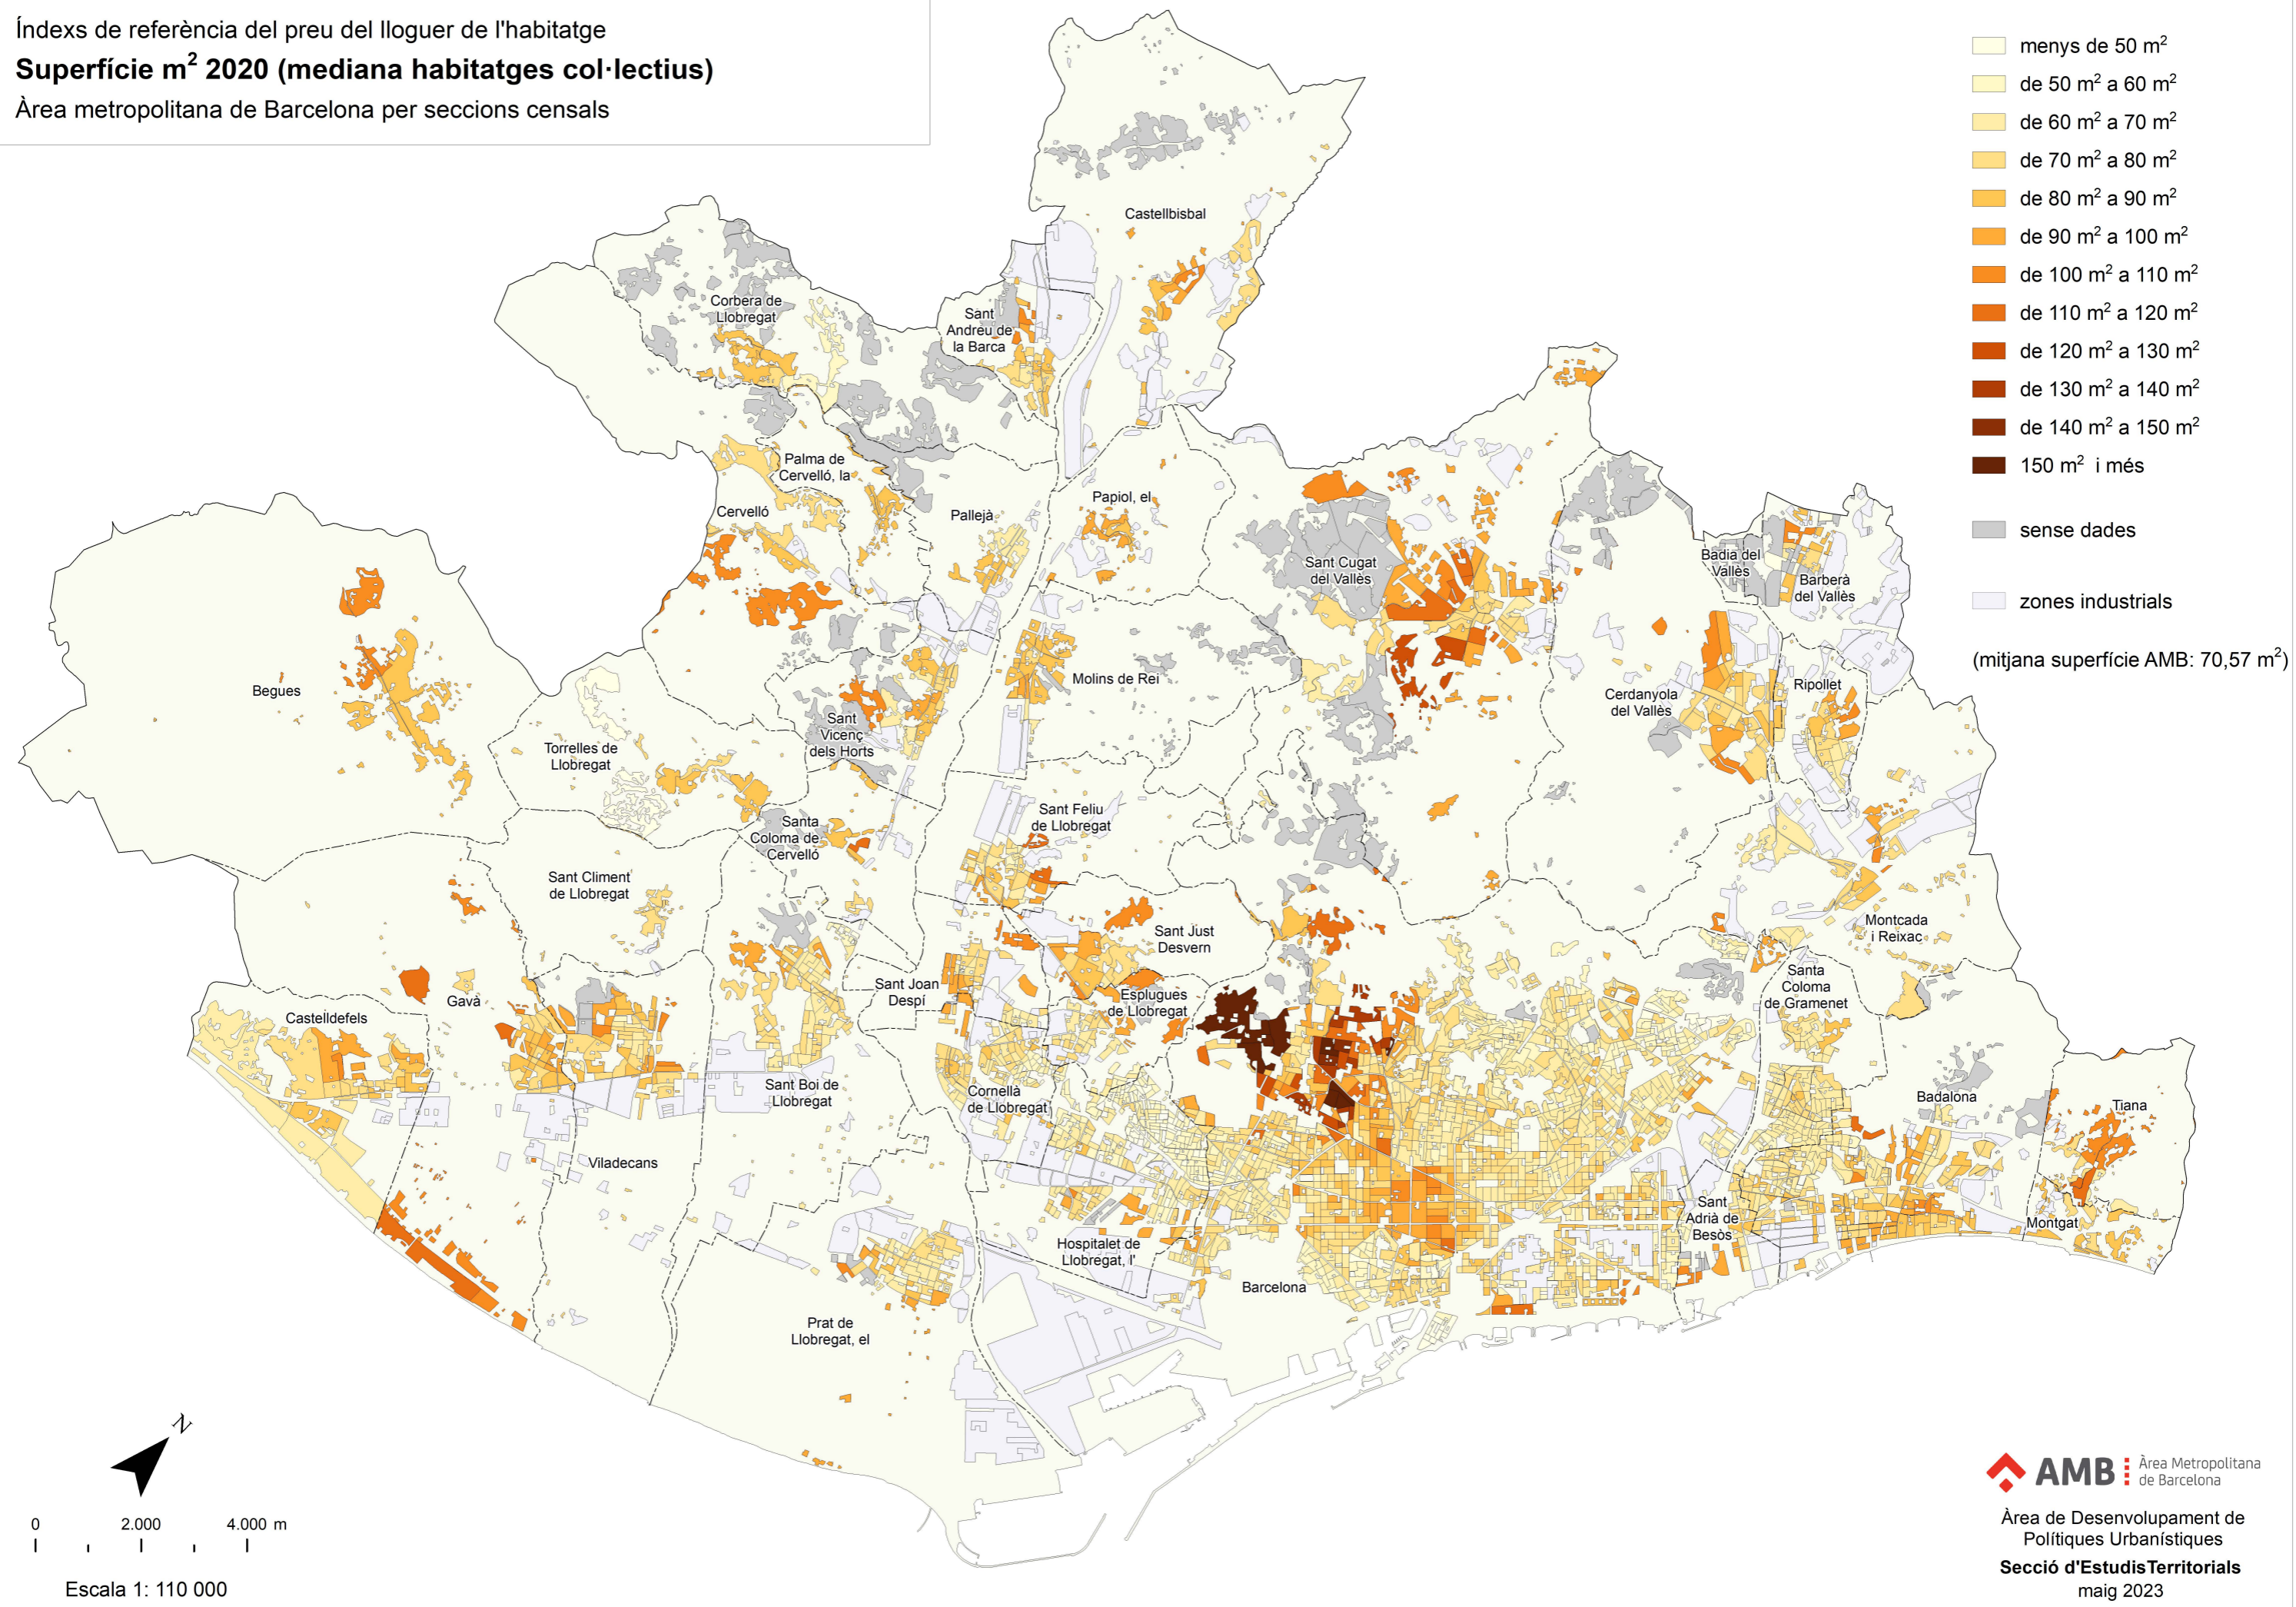 Índexs de referència del preu del lloguer de l'habitatge
Superfície m² 2020 (mediana habitatges col·lectius)
Àrea metropolitana de Barcelona per seccions censals
menys de 50 m²
de 50 m² a 60 m²
de 60 m² a 70 m²
de 70 m² a 80 m²
de 80 m² a 90 m²
de 90 m² a 100 m²
de 100 m² a 110 m²
de 110 m² a 120 m²
de 120 m² a 130 m²
de 130 m² a 140 m²
de 140 m² a 150 m²
150 m² i més
sense dades
zones industrials
(mitjana superfície AMB: 70,57 m²)
Castellbisbal
Corbera de
Llobregat
Sant
Andreu de
la Barca
Palma de
Cervelló, la
Cervelló
Pallejà
Papiol, el
Sant Cugat
del Vallès
Badia del
Vallès
Barberà
del Vallès
Begues
Torrelles de
Llobregat
Sant
Vicenç
dels Horts
Molins de Rei
Cerdanyola
del Vallès
Ripollet
Santa
Coloma de
Cervelló
Sant Feliu
de Llobregat
Sant Climent
de Llobregat
Sant Just
Desvern
Montcada
i Reixac
Gavà
Castelldefels
Sant Joan
Despí
Esplugues
de Llobregat
Santa
Coloma
de Gramenet
Sant Boi de
Llobregat
Cornellà
de Llobregat
Badalona
Tiana
Viladecans
Sant
Adrià de
Besòs
Montgat
Hospitalet de
Llobregat, l'
Barcelona
Prat de
Llobregat, el
N
0 2.000 4.000 m
Escala 1: 110 000
AMB
Àrea Metropolitana
de Barcelona
Àrea de Desenvolupament de
Polítiques Urbanístiques
Secció d'EstudisTerritorials
maig 2023